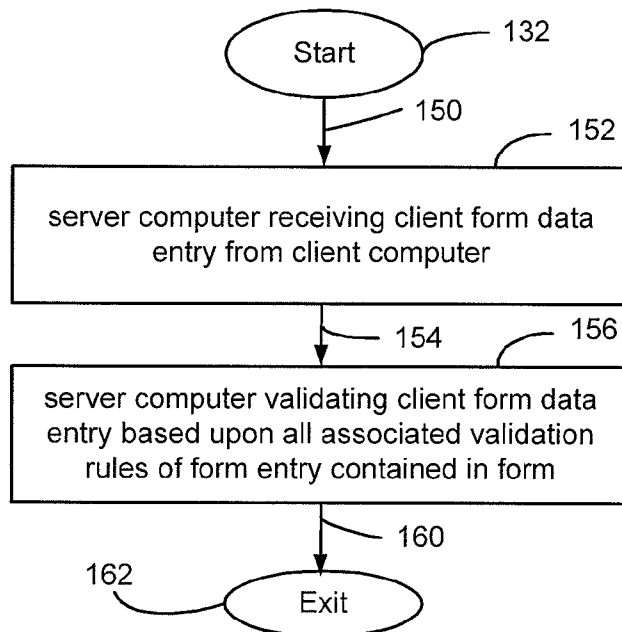 Start
132
150
152
server computer receiving client form data
entry from client computer
154
156
server computer validating client form data
entry based upon all associated validation
rules of form entry contained in form
160
162
Exit